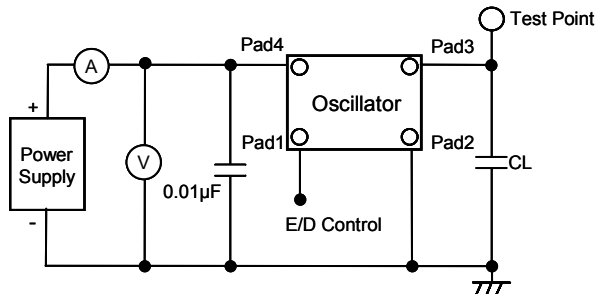 Test Point
Pad4
Pad3
A
+
Oscillator
Power
Supply
V
Pad1
Pad2
0.01µF
CL
E/D Control
-